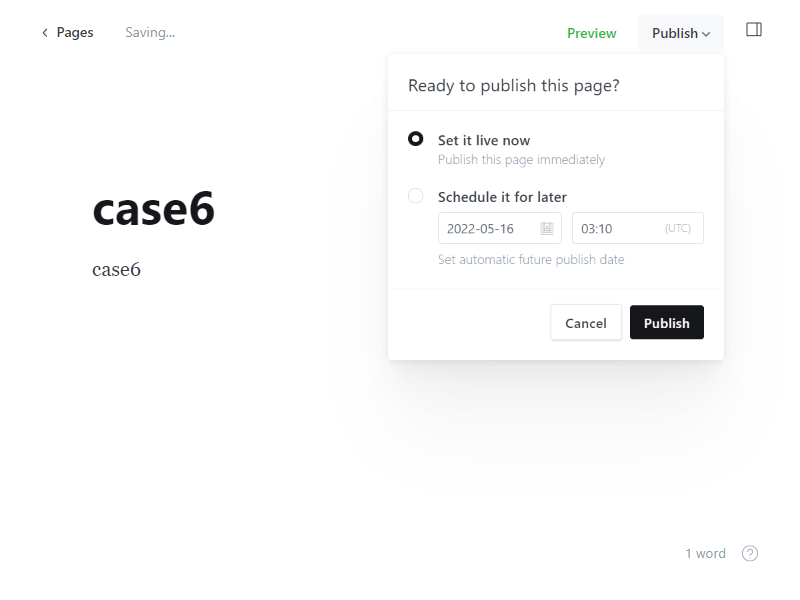 Pages Saving... Preview Publish
Ready to publish this page?
Set it live now
Publish this page immediately
Schedule it for later
2022-05-16 03:10 (UTC)
Set automatic future publish date
Cancel Publish
case6
case6
1 word ?